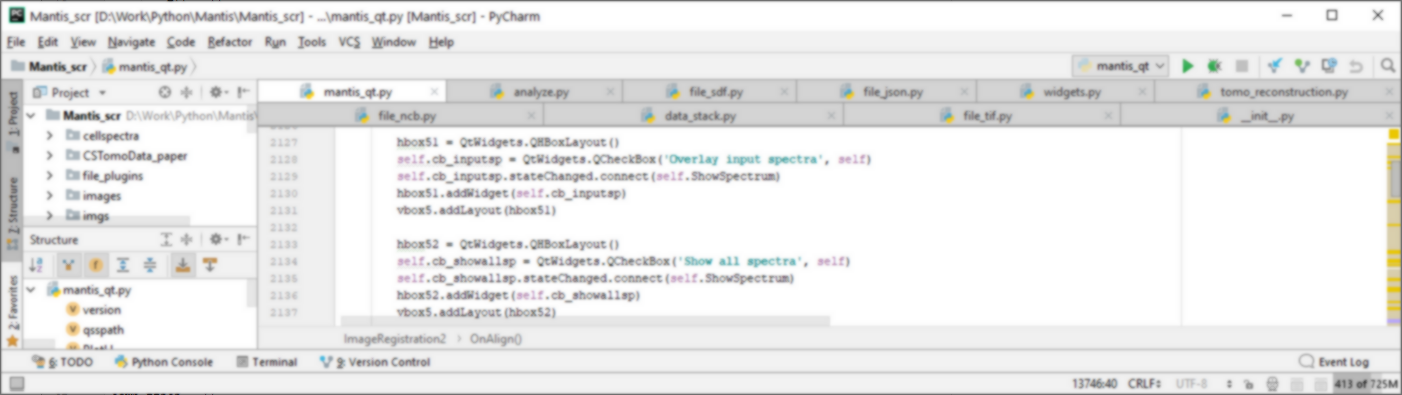 Mantis_scr [D:\Work\Python\Mantis\Mantis_scr] - ...\mantis_qt.py [Mantis_scr] - PyCharm
File Edit View Navigate Code Refactor Run Tools VCS Window Help
Mantis_scr mantis_qt.py mantis_qt
1: Project
Project
mantis_qt.py analyze.py file_sdf.py file_json.py widgets.py tomo_reconstruction.py
file_ncb.py data_stack.py file_tif.py __init__.py
Mantis_scr D:\Work\Python\Mantis\
cellspectra
CSTomoData_paper
file_plugins
images
imgs
2127 hbox51 = QtWidgets.QHBoxLayout()
2128 self.cb_inputsp = QtWidgets.QCheckBox('Overlay input spectra', self)
2129 self.cb_inputsp.stateChanged.connect(self.ShowSpectrum)
2130 hbox51.addWidget(self.cb_inputsp)
2131 vbox5.addLayout(hbox51)
2132
2133 hbox52 = QtWidgets.QHBoxLayout()
2134 self.cb_showallsp = QtWidgets.QCheckBox('Show all spectra', self)
2135 self.cb_showallsp.stateChanged.connect(self.ShowSpectrum)
2136 hbox52.addWidget(self.cb_showallsp)
2137 vbox5.addLayout(hbox52)
Z: Structure
Structure
2: Favorites
mantis_qt.py
version
qsspath
ImageRegistration2 > OnAlign()
6: TODO Python Console Terminal 9: Version Control Event Log
13746:40 CRLF UTF-8 413 of 725M